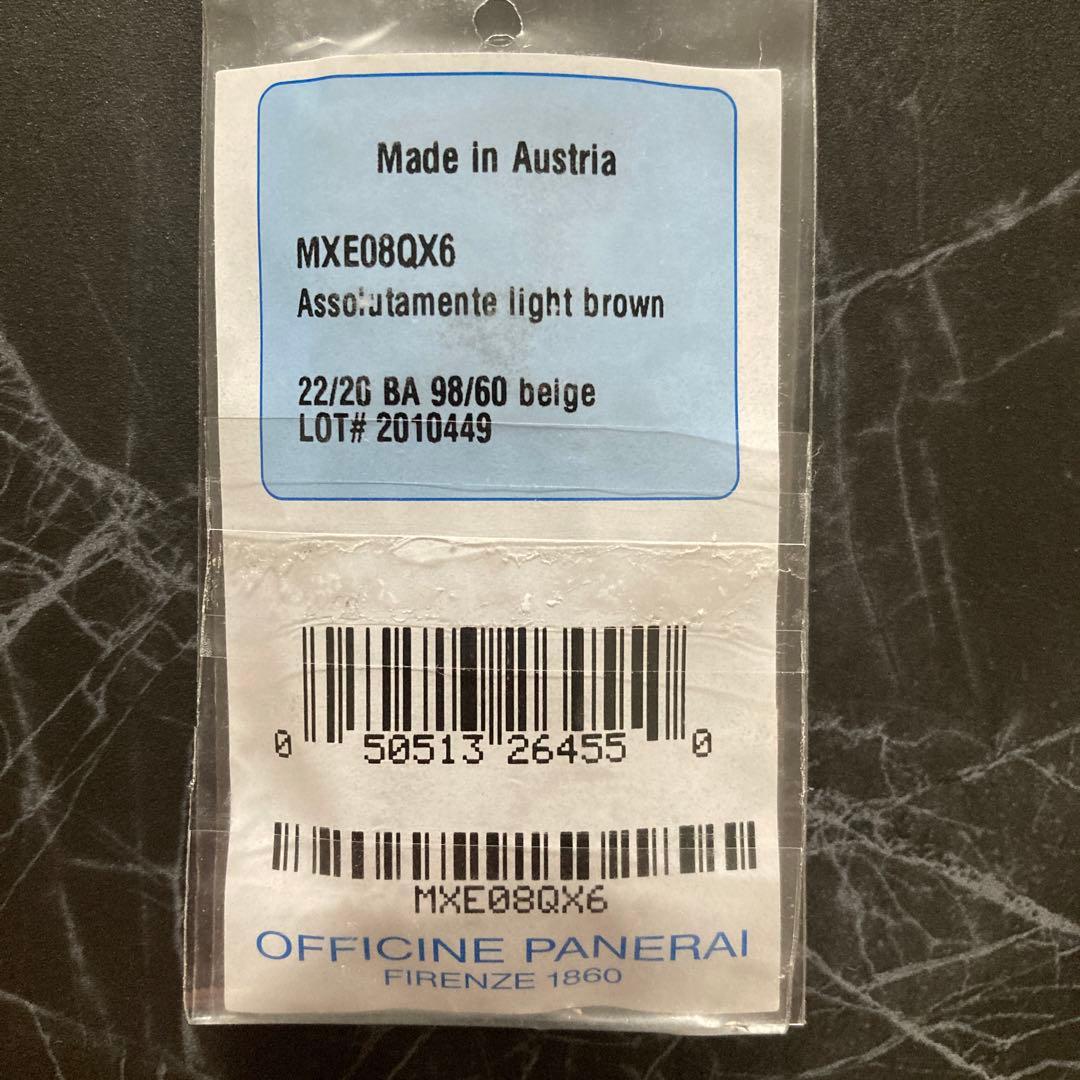 Made in Austria
MXE08QX6
Assolutamente light brown
22/20 BA 98/60 beige
LOT# 2010449
0 50513 26455 0
MXE08QX6
OFFICINE PANERAI
FIRENZE 1860